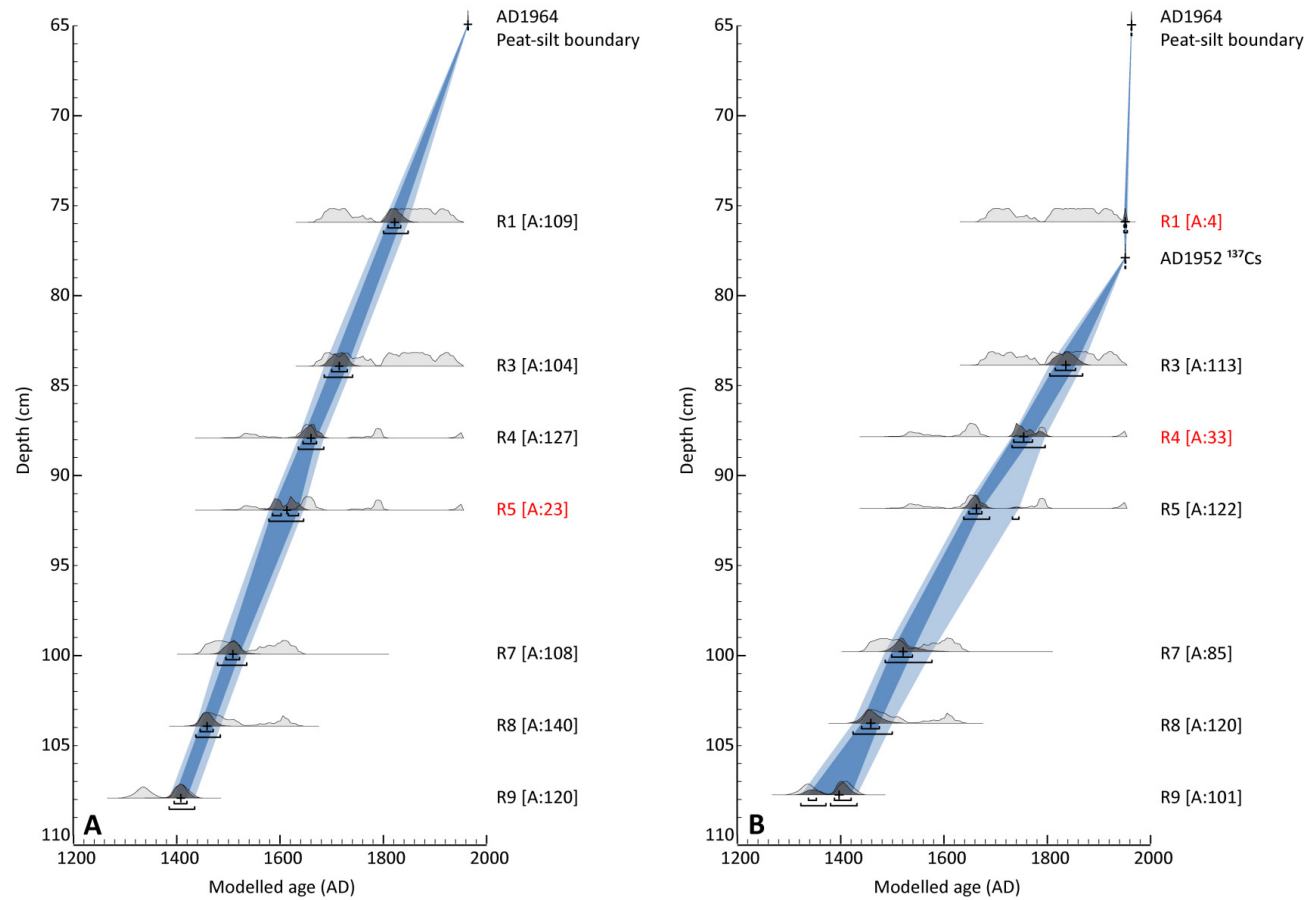 65
70
75
80
85
90
95
100
105
110
Depth (cm)
AD1964
Peat-silt boundary
R1 [A:109]
R3 [A:104]
R4 [A:127]
R5 [A:23]
R7 [A:108]
R8 [A:140]
R9 [A:120]
A
1200
1400
1600
1800
2000
Modelled age (AD)
65
70
75
80
85
90
95
100
105
110
Depth (cm)
AD1964
Peat-silt boundary
R1 [A:4]
AD1952 ¹³⁷Cs
R3 [A:113]
R4 [A:33]
R5 [A:122]
R7 [A:85]
R8 [A:120]
R9 [A:101]
B
1200
1400
1600
1800
2000
Modelled age (AD)